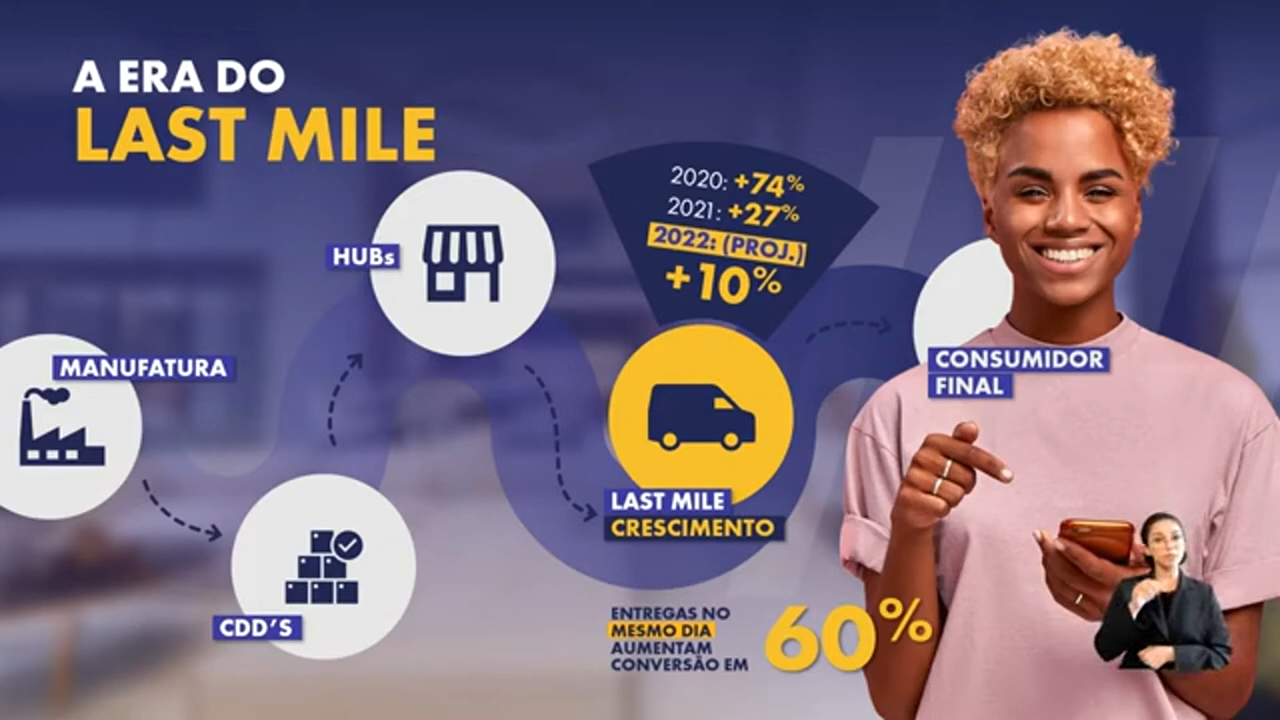 A ERA DO
LAST MILE
2020: +74%
2021: +27%
2022: (PROJ.)
+10%
HUBs
MANUFATURA
CONSUMIDOR
FINAL
LAST MILE
CRESCIMENTO
CDD'S
ENTREGAS NO
MESMO DIA
AUMENTAM
CONVERSÃO EM
60%